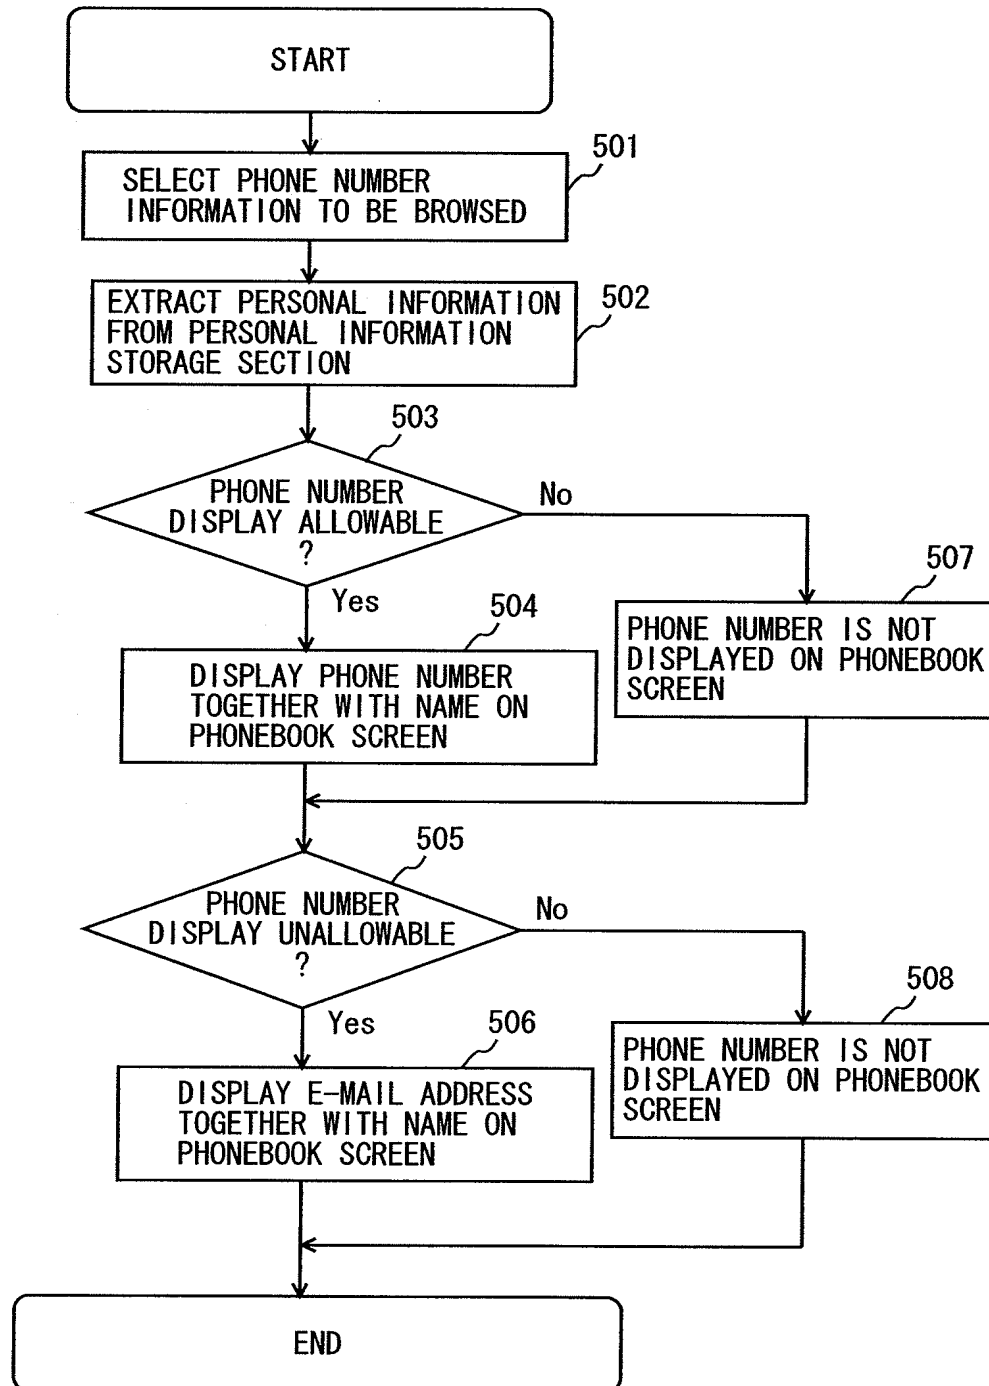 START
501
SELECT PHONE NUMBER
INFORMATION TO BE BROWSED
502
EXTRACT PERSONAL INFORMATION
FROM PERSONAL INFORMATION
STORAGE SECTION
503
PHONE NUMBER
DISPLAY ALLOWABLE
?
No
Yes
504
DISPLAY PHONE NUMBER
TOGETHER WITH NAME ON
PHONEBOOK SCREEN
507
PHONE NUMBER IS NOT
DISPLAYED ON PHONEBOOK
SCREEN
505
PHONE NUMBER
DISPLAY UNALLOWABLE
?
No
Yes
506
DISPLAY E-MAIL ADDRESS
TOGETHER WITH NAME ON
PHONEBOOK SCREEN
508
PHONE NUMBER IS NOT
DISPLAYED ON PHONEBOOK
SCREEN
END